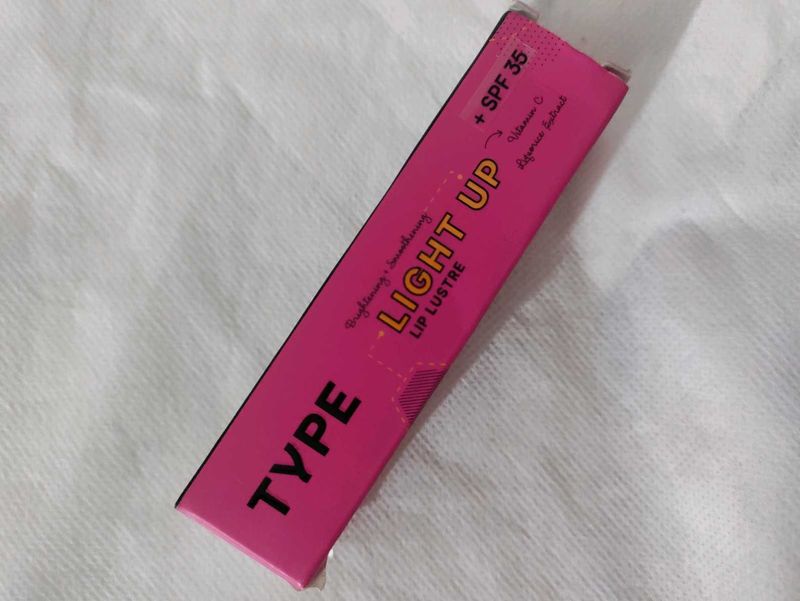 TYPE
Brightening + Smoothening
LIGHT UP
LIP LUSTRE
+ SPF 35
Vitamin C
Liquorice Extract